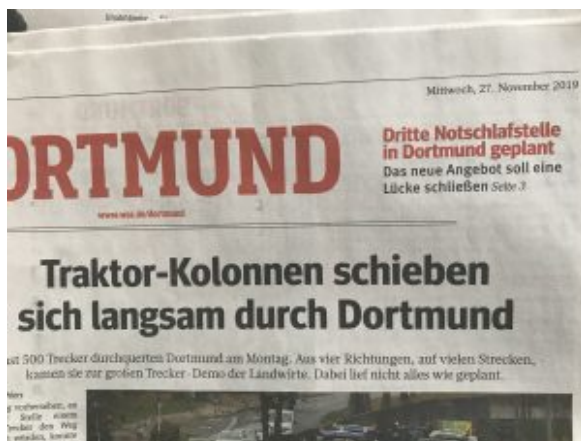 Mittwoch, 27. November 2019
ORTMUND
www.waz.de/dortmund
Dritte Notschlafstelle
in Dortmund geplant
Das neue Angebot soll eine
Lücke schließen Seite 3
Traktor-Kolonnen schieben
sich langsam durch Dortmund
500 Trecker durchquerten Dortmund am Montag. Aus vier Richtungen, auf vielen Strecken,
kamen sie zur großen Trecker-Demo der Landwirte. Dabei lief nicht alles wie geplant.